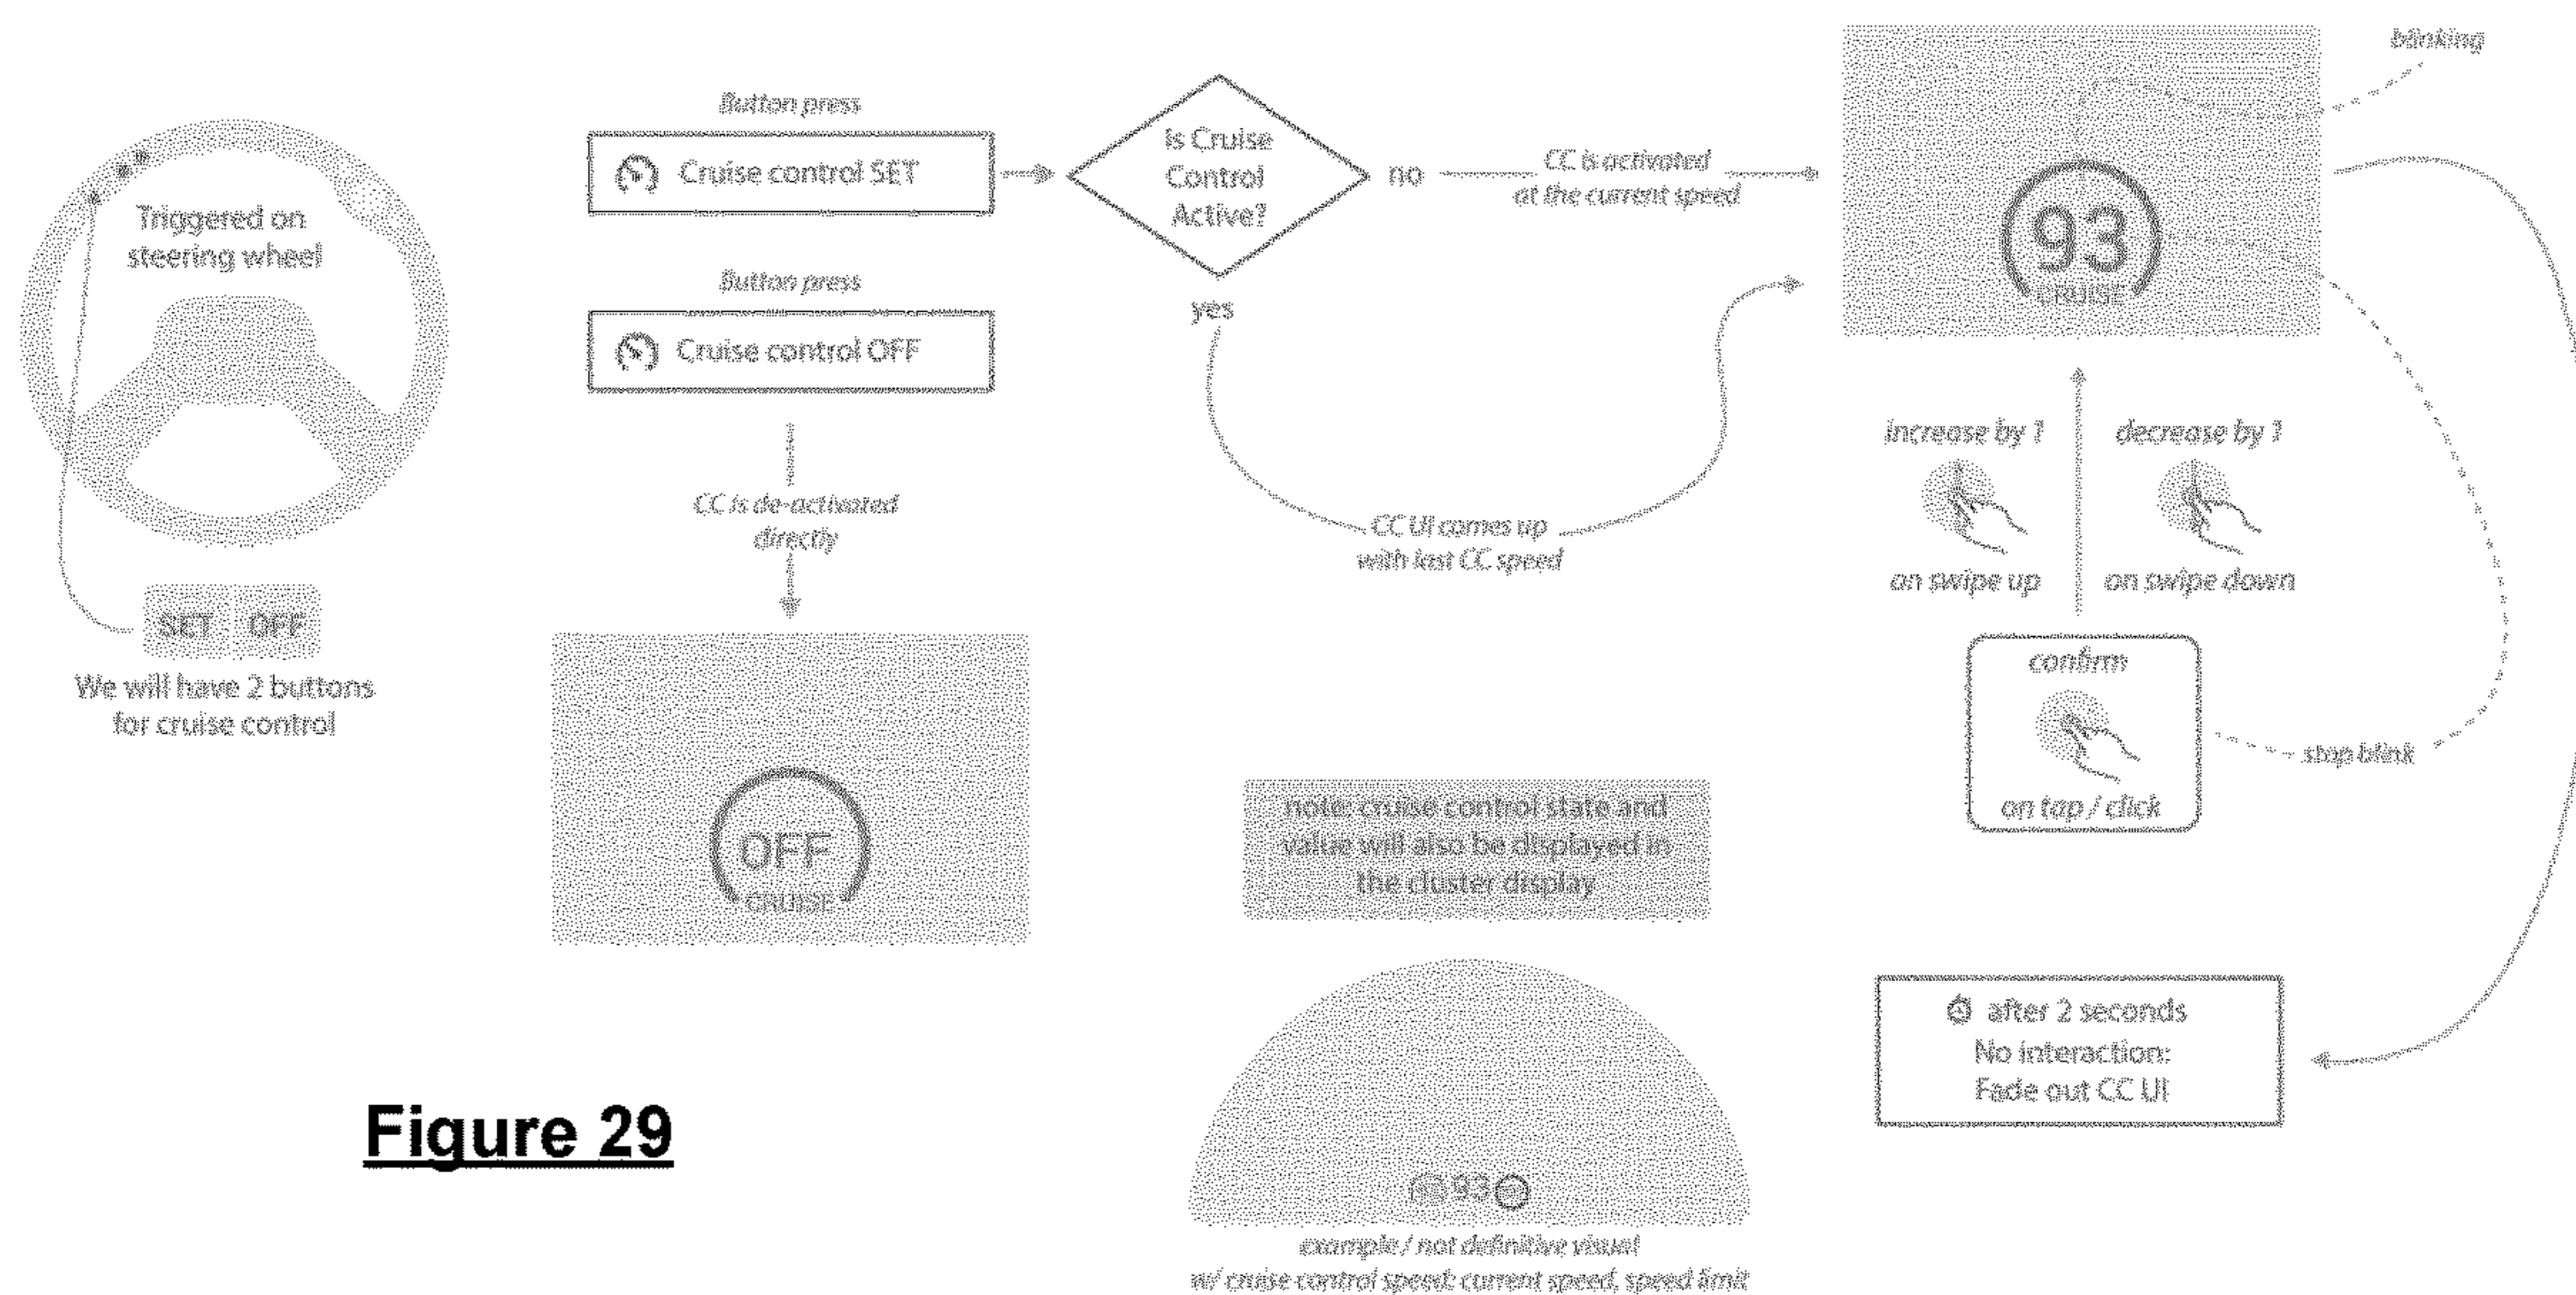 Triggered on
steering wheel
SET OFF
We will have 2 buttons
for cruise control
Button press
Cruise control SET
Button press
Cruise control OFF
CC is de-activated
directly
OFF
CRUISE
Is Cruise
Control
Active?
no
yes
CC is activated
at the current speed
CC UI comes up
with last CC speed
blinking
93
CRUISE
increase by 1
on swipe up
decrease by 1
on swipe down
confirm
on tap / click
stop blink
after 2 seconds
No interaction:
Fade out CC UI
note: cruise control state and
value will also be displayed in
the cluster display
93
example / not definitive visual
w/ cruise control speed; current speed, speed limit
Figure 29